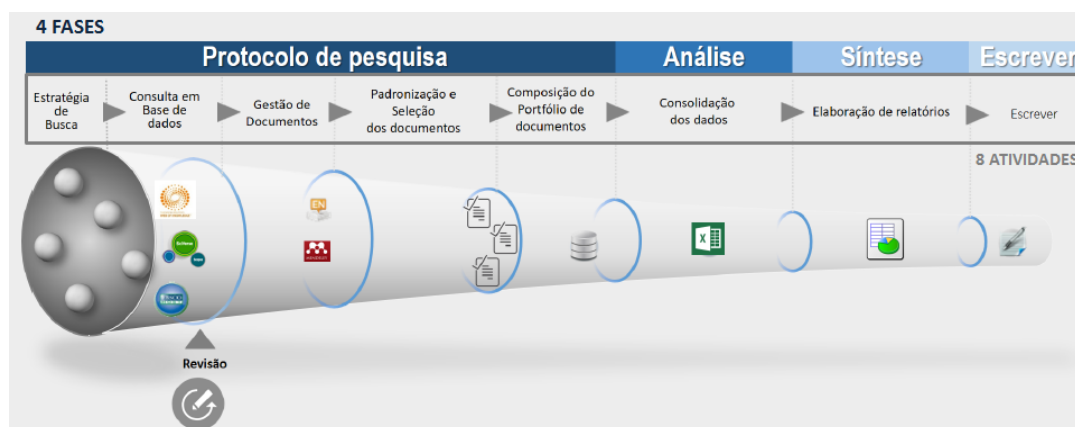 4 FASES
Protocolo de pesquisa
Análise
Síntese
Escrever
Estratégia
de
Busca
Consulta em
Base de
dados
Gestão de
Documentos
Padronização e
Seleção
dos documentos
Composição do
Portfólio de
documentos
Consolidação
dos dados
Elaboração de relatórios
Escrever
8 ATIVIDADES
EN
Revisão